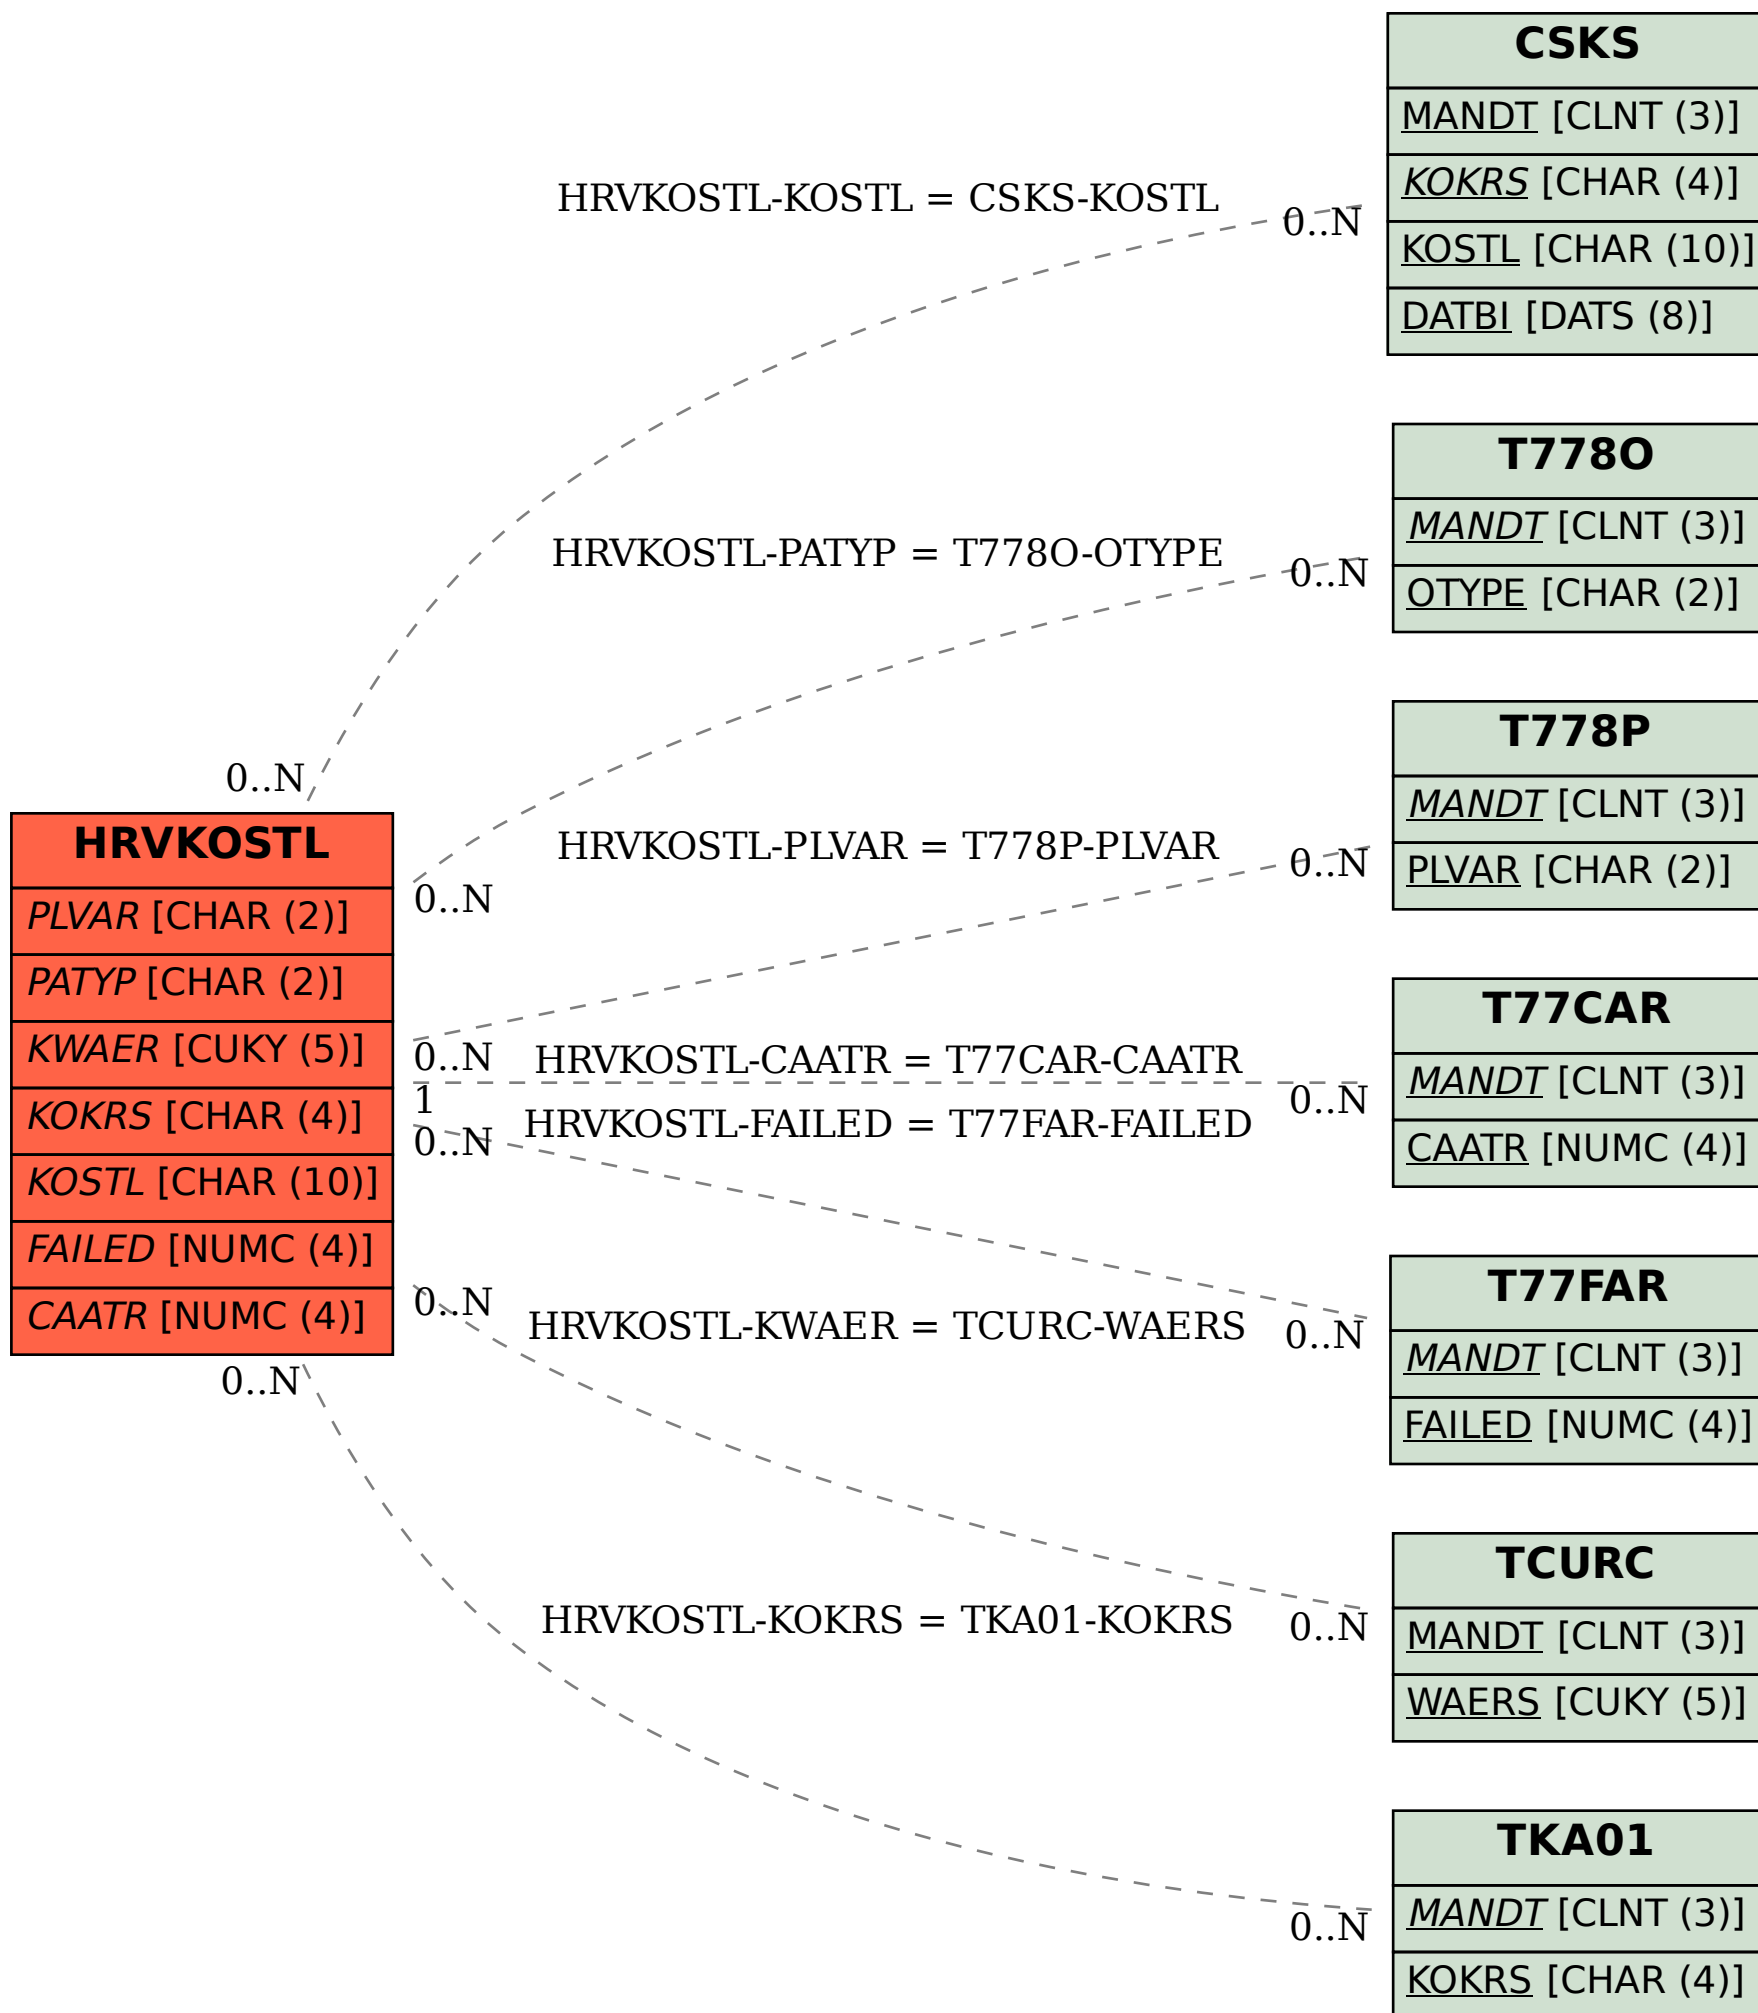 CSKS
MANDT [CLNT (3)]
KOKRS [CHAR (4)]
KOSTL [CHAR (10)]
DATBI [DATS (8)]
HRVKOSTL-KOSTL = CSKS-KOSTL
0..N
0..N
T778O
MANDT [CLNT (3)]
OTYPE [CHAR (2)]
HRVKOSTL-PATYP = T778O-OTYPE
0..N
0..N
T778P
MANDT [CLNT (3)]
PLVAR [CHAR (2)]
HRVKOSTL-PLVAR = T778P-PLVAR
0..N
0..N
HRVKOSTL
PLVAR [CHAR (2)]
PATYP [CHAR (2)]
KWAER [CUKY (5)]
KOKRS [CHAR (4)]
KOSTL [CHAR (10)]
FAILED [NUMC (4)]
CAATR [NUMC (4)]
T77CAR
MANDT [CLNT (3)]
CAATR [NUMC (4)]
HRVKOSTL-CAATR = T77CAR-CAATR
1
0..N
HRVKOSTL-FAILED = T77FAR-FAILED
0..N
0..N
T77FAR
MANDT [CLNT (3)]
FAILED [NUMC (4)]
HRVKOSTL-KWAER = TCURC-WAERS
0..N
0..N
TCURC
MANDT [CLNT (3)]
WAERS [CUKY (5)]
HRVKOSTL-KOKRS = TKA01-KOKRS
0..N
0..N
TKA01
MANDT [CLNT (3)]
KOKRS [CHAR (4)]